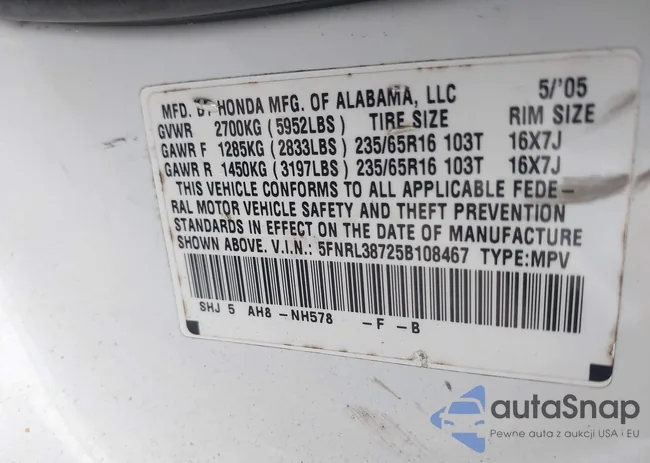 MFD. BY HONDA MFG. OF ALABAMA, LLC 5/'05
GVWR 2700KG (5952LBS) TIRE SIZE RIM SIZE
GAWR F 1285KG (2833LBS) 235/65R16 103T 16X7J
GAWR R 1450KG (3197LBS) 235/65R16 103T 16X7J
THIS VEHICLE CONFORMS TO ALL APPLICABLE FEDE-
RAL MOTOR VEHICLE SAFETY AND THEFT PREVENTION
STANDARDS IN EFFECT ON THE DATE OF MANUFACTURE
SHOWN ABOVE. V.I.N.: 5FNRL38725B108467 TYPE:MPV
SHJ 5 AH8 -NH578 -F -B
autaSnap
Pewne auta z aukcji USA i EU